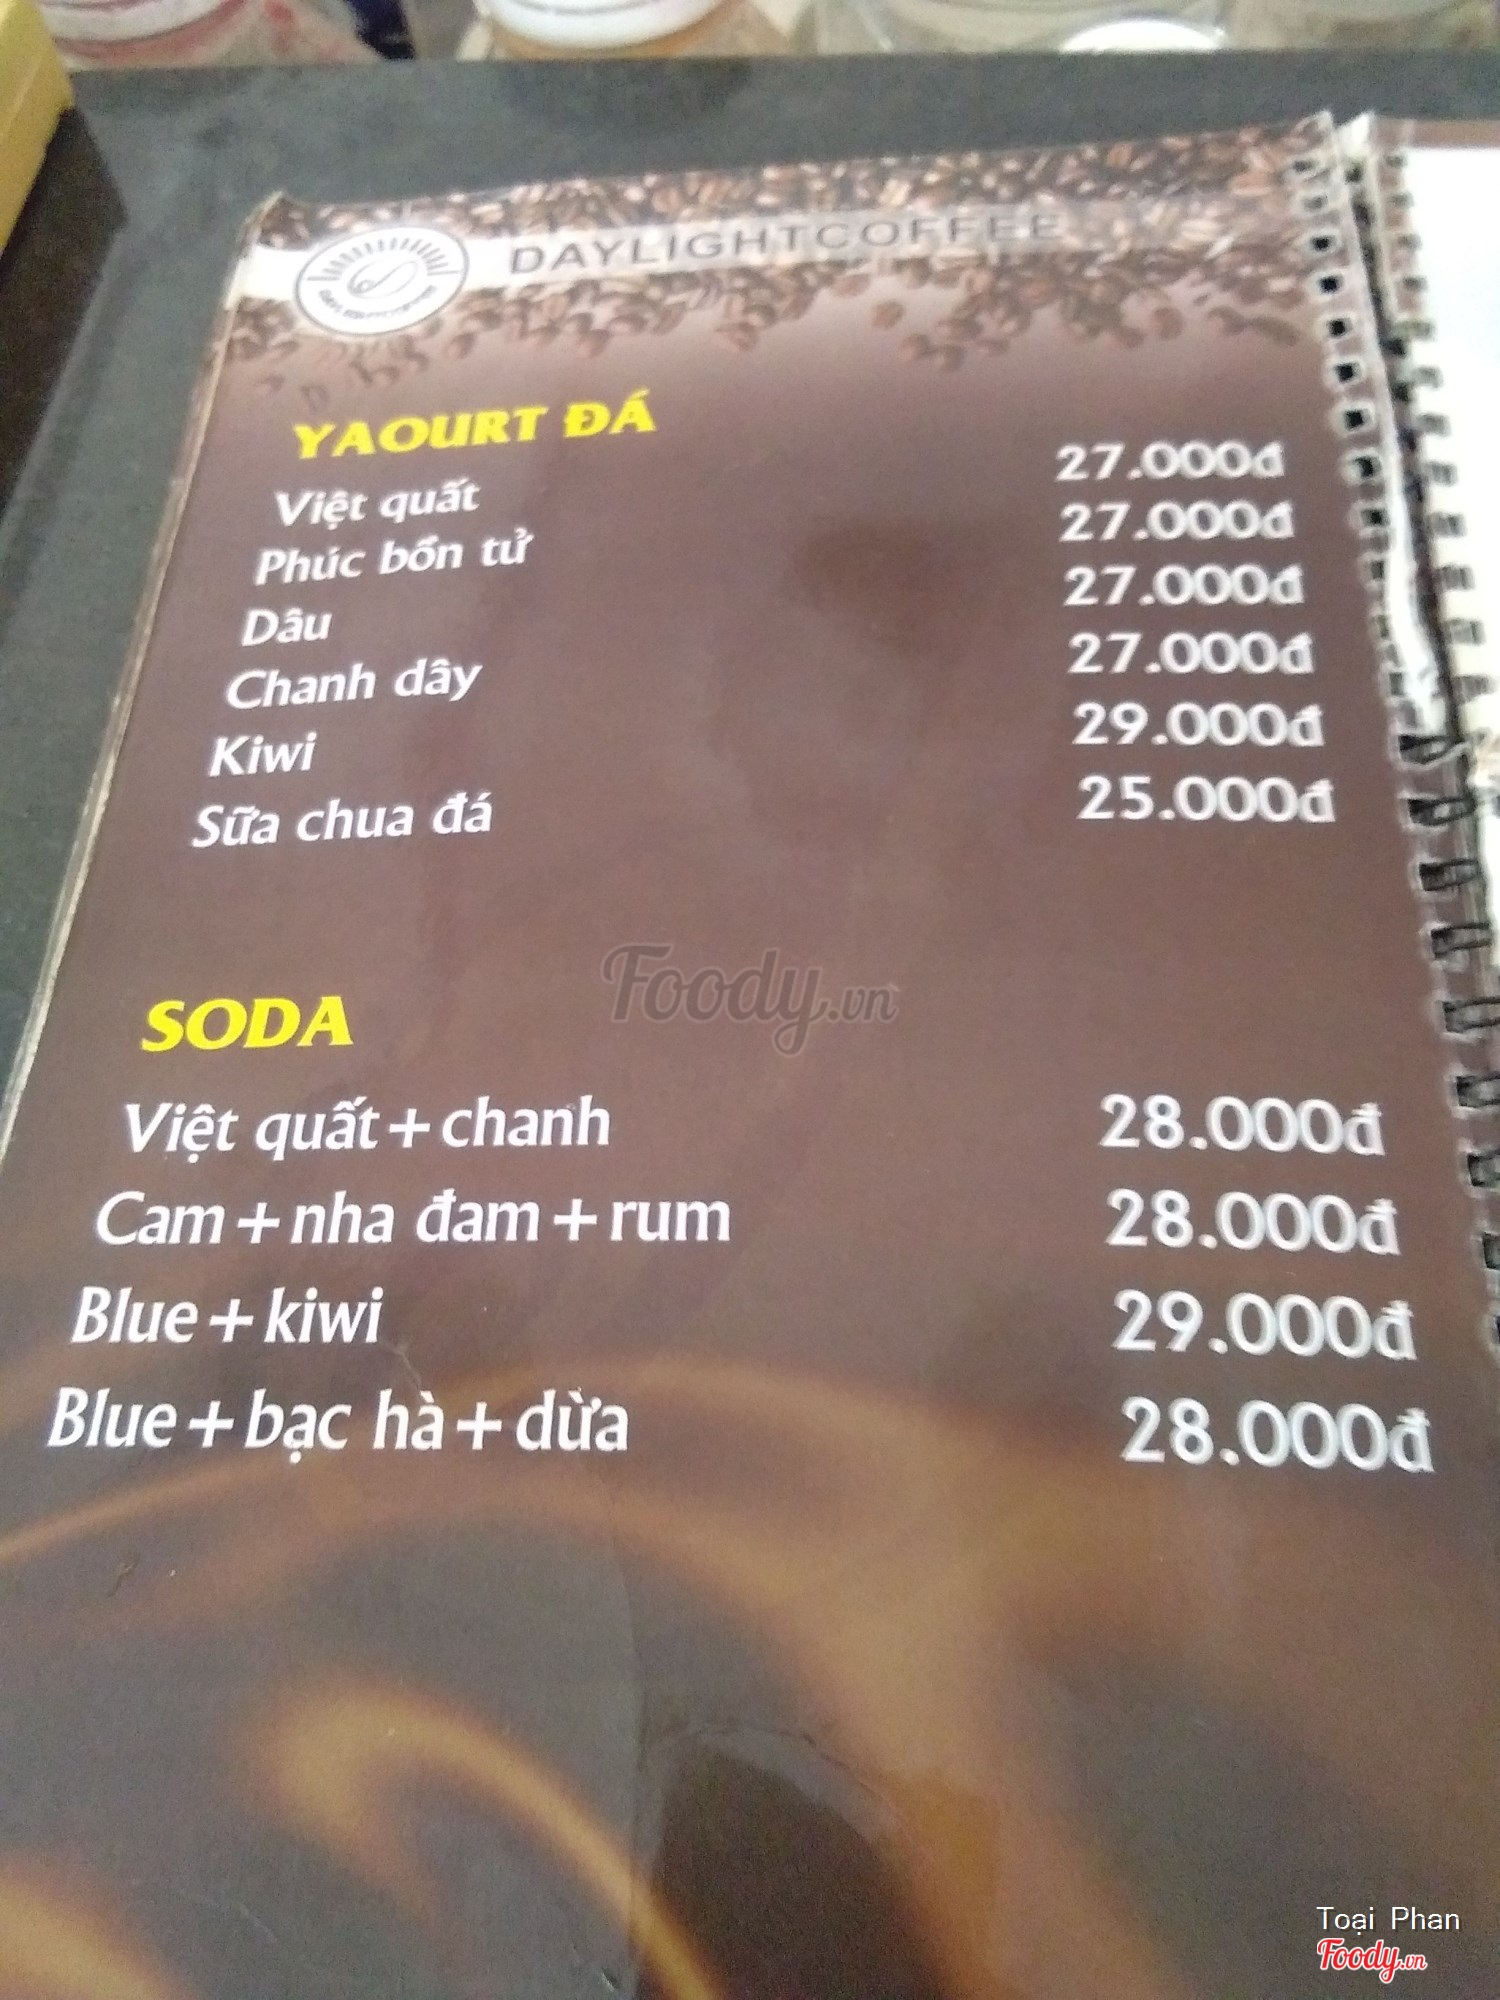 DAYLIGHTCOFFEE
YAOURT ĐÁ
Việt quất 27.000đ
Phúc bồn tử 27.000đ
Dâu 27.000đ
Chanh dây 27.000đ
Kiwi 29.000đ
Sữa chua đá 25.000đ
Foody.vn
SODA
Việt quất+chanh 28.000đ
Cam+nha đam+rum 28.000đ
Blue+kiwi 29.000đ
Blue+bạc hà+dừa 28.000đ
Toại Phan
Foody.vn